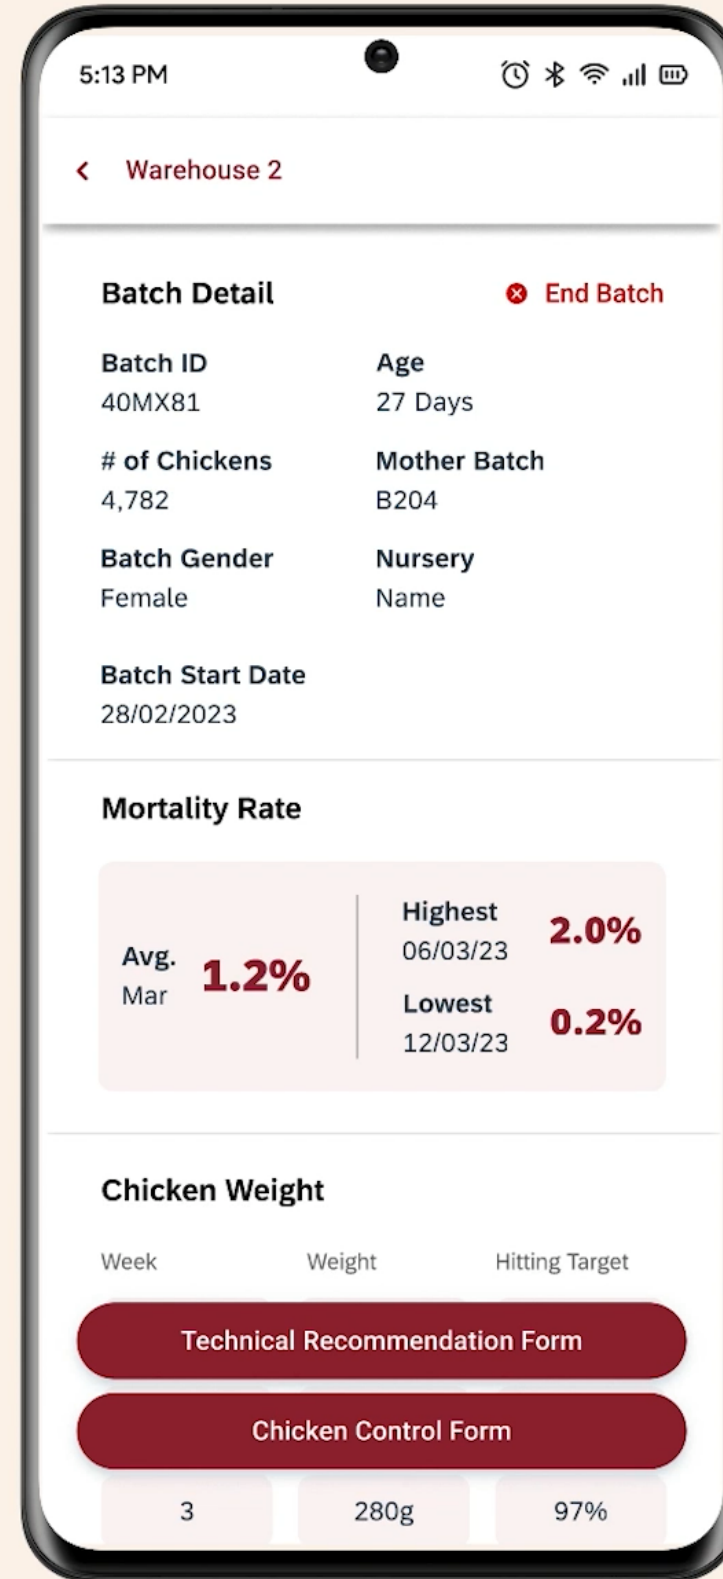 5:13 PM
Warehouse 2
Batch Detail
End Batch
Batch ID
Age
40MX81
27 Days
# of Chickens
Mother Batch
4,782
B204
Batch Gender
Nursery
Female
Name
Batch Start Date
28/02/2023
Mortality Rate
Avg.
Mar
1.2%
Highest
06/03/23
2.0%
Lowest
12/03/23
0.2%
Chicken Weight
Week
Weight
Hitting Target
Technical Recommendation Form
Chicken Control Form
3
280g
97%